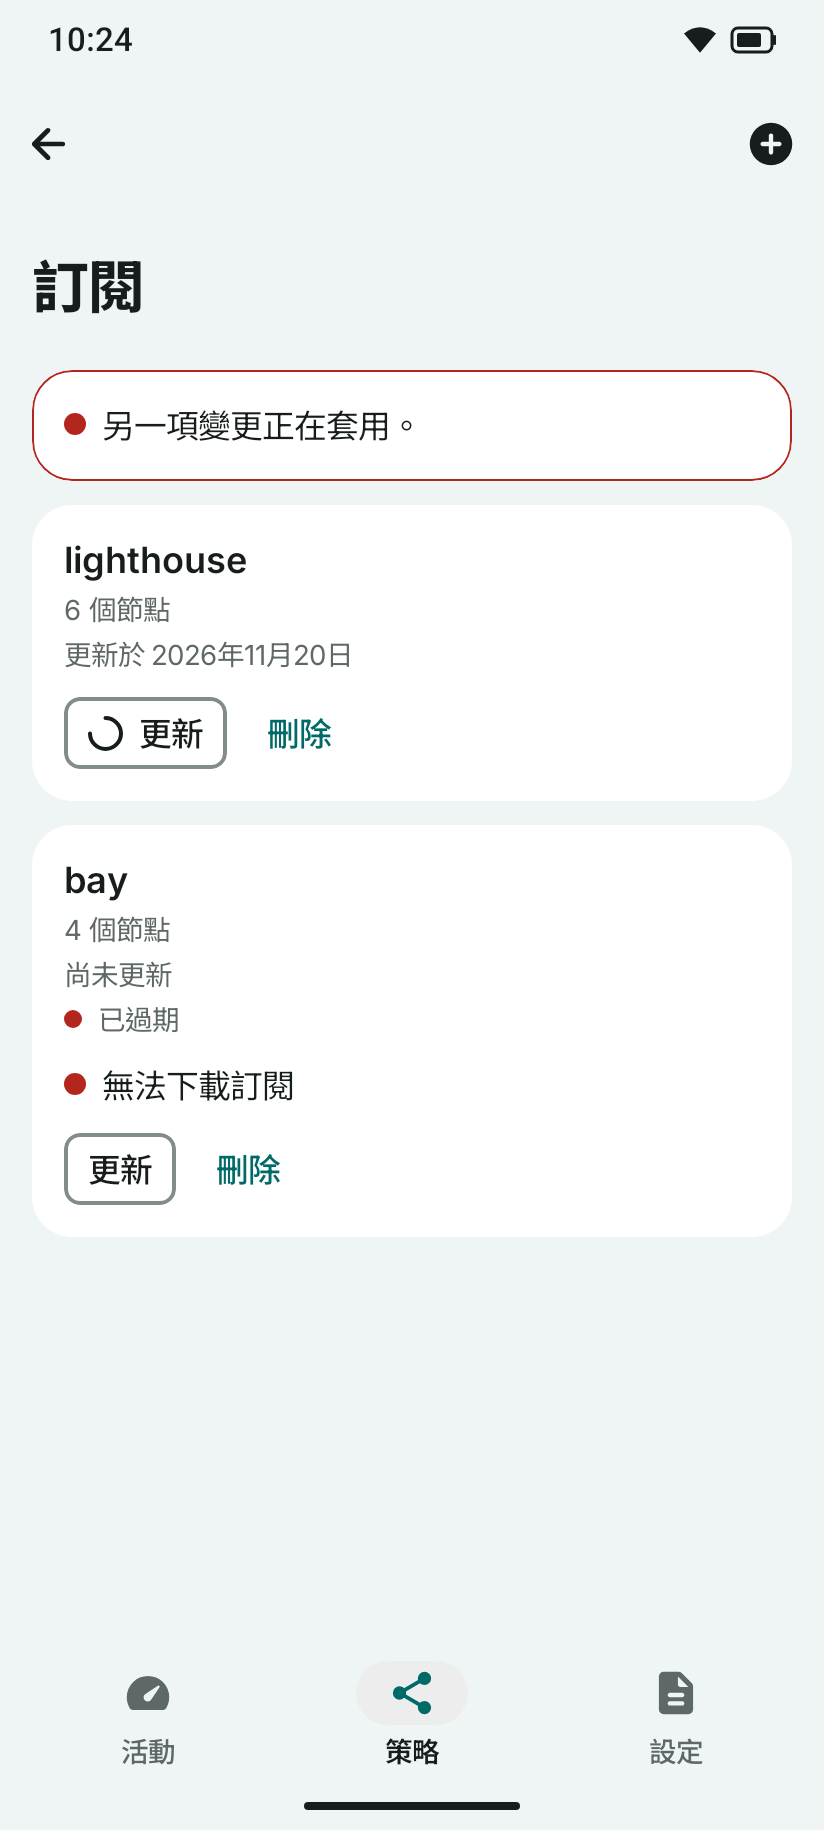 10:24
訂閱
另一項變更正在套用。
lighthouse
6 個節點
更新於 2026年11月20日
更新
刪除
bay
4 個節點
尚未更新
已過期
無法下載訂閱
更新
刪除
活動
策略
設定